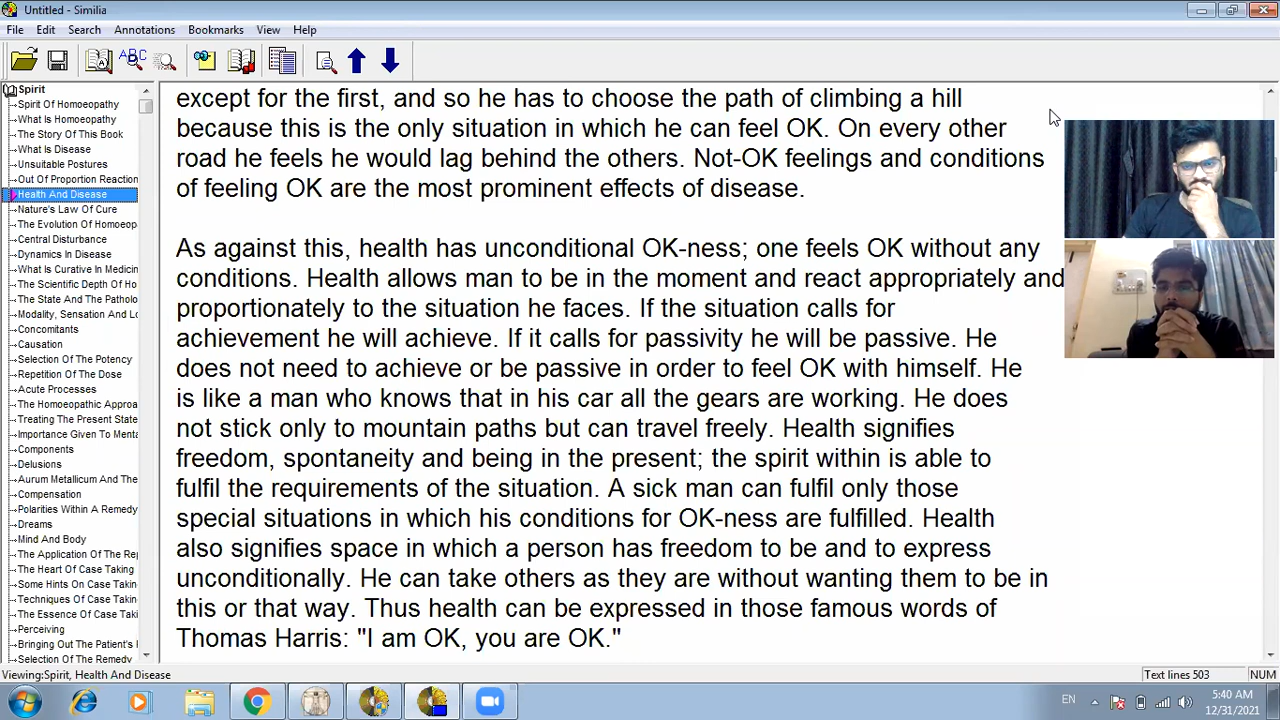 Untitled - Similia
File Edit Search Annotations Bookmarks View Help
ABC
Spirit
Spirit Of Homoeopathy
What Is Homeopathy
The Story Of This Book
What Is Disease
Unsuitable Postures
Out Of Proportion Reaction
Health And Disease
Nature's Law Of Cure
The Evolution Of Homoeop
Central Disturbance
Dynamics In Disease
What Is Curative In Medicin
The Scientific Depth Of Ho
The State And The Patholo
Modality, Sensation And Lo
Concomitants
Causation
Selection Of The Potency
Repetition Of The Dose
Acute Processes
The Homoeopathic Approa
Treating The Present State
Importance Given To Menta
Components
Delusions
Aurum Metallicum And The
Compensation
Polarities Within A Remedy
Dreams
Mind And Body
The Application Of The Rep
The Heart Of Case Taking
Some Hints On Case Takin
Techniques Of Case Takin
The Essence Of Case Takin
Perceiving
Bringing Out The Patient's
Selection Of The Remedy
except for the first, and so he has to choose the path of climbing a hill
because this is the only situation in which he can feel OK. On every other
road he feels he would lag behind the others. Not-OK feelings and conditions
of feeling OK are the most prominent effects of disease.
As against this, health has unconditional OK-ness; one feels OK without any
conditions. Health allows man to be in the moment and react appropriately and
proportionately to the situation he faces. If the situation calls for
achievement he will achieve. If it calls for passivity he will be passive. He
does not need to achieve or be passive in order to feel OK with himself. He
is like a man who knows that in his car all the gears are working. He does
not stick only to mountain paths but can travel freely. Health signifies
freedom, spontaneity and being in the present; the spirit within is able to
fulfil the requirements of the situation. A sick man can fulfil only those
special situations in which his conditions for OK-ness are fulfilled. Health
also signifies space in which a person has freedom to be and to express
unconditionally. He can take others as they are without wanting them to be in
this or that way. Thus health can be expressed in those famous words of
Thomas Harris: "I am OK, you are OK."
Viewing:Spirit, Health And Disease
Text lines 503 NUM
EN
5:40 AM
12/31/2021